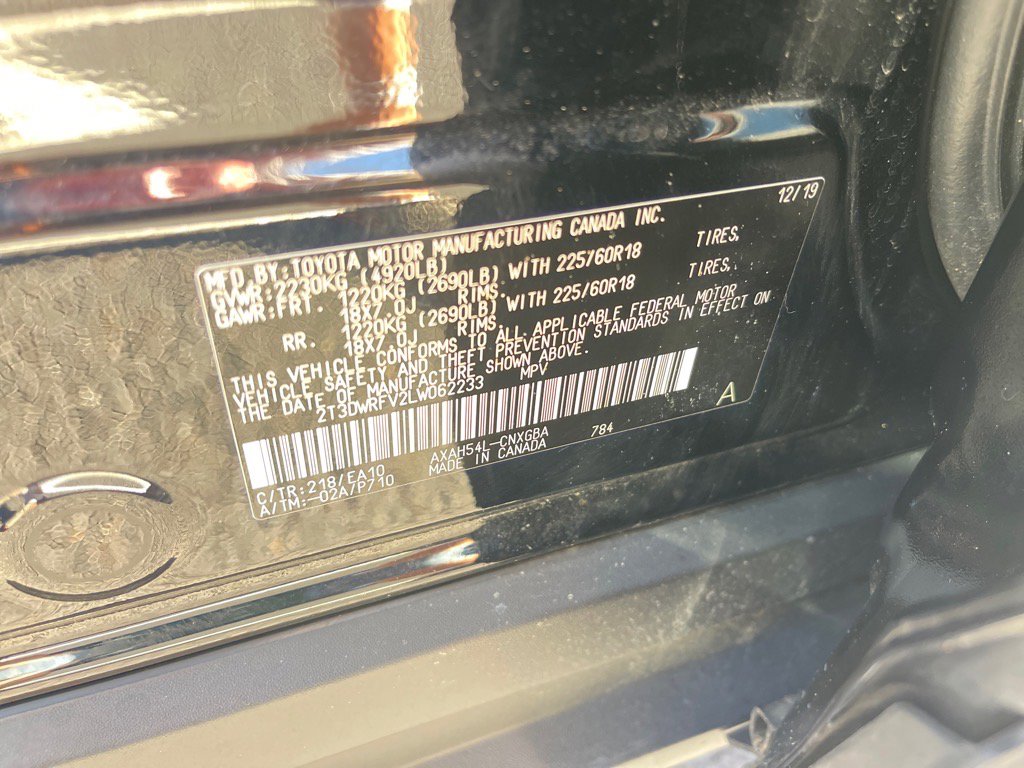 12/19
MFD.BY:TOYOTA MOTOR MANUFACTURING CANADA INC.
GVWR:2230KG (4920LB)
GAWR:FRT. 1220KG (2690LB) WITH 225/60R18 TIRES,
18X7.0J RIMS.
RR. 1220KG (2690LB) WITH 225/60R18 TIRES,
18X7.0J RIMS.
THIS VEHICLE CONFORMS TO ALL APPLICABLE FEDERAL MOTOR
VEHICLE SAFETY AND THEFT PREVENTION STANDARDS IN EFFECT ON
THE DATE OF MANUFACTURE SHOWN ABOVE.
2T3DWRFV2LW062233 MPV
A
C/TR:218/EA10 AXAH54L-CNXGBA 784
A/TM:-02A/P710 MADE IN CANADA